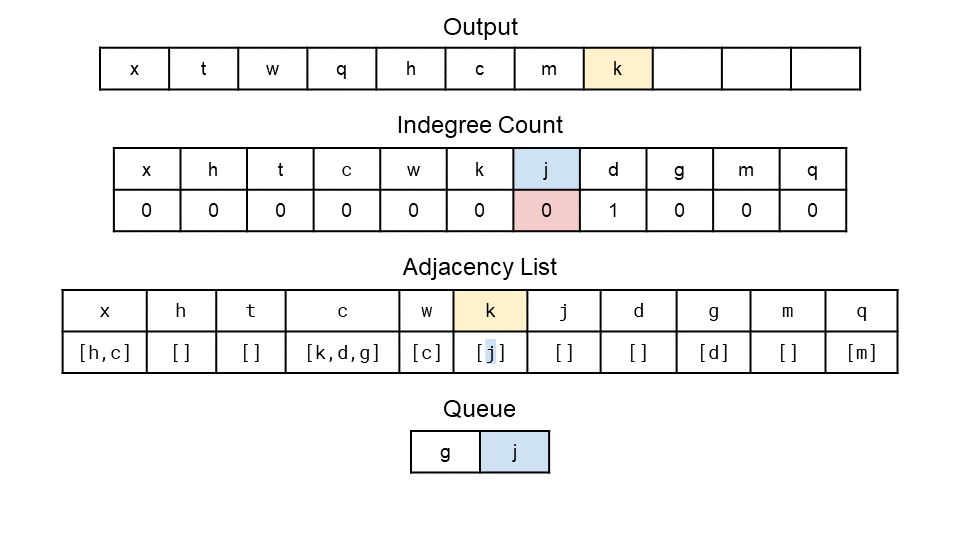 Output
x t w q h c m k
Indegree Count
x h t c w k j d g m q
0 0 0 0 0 0 0 1 0 0 0
Adjacency List
x h t c w k j d g m q
[h,c] [] [] [k,d,g] [c] [j] [] [] [d] [] [m]
Queue
g j